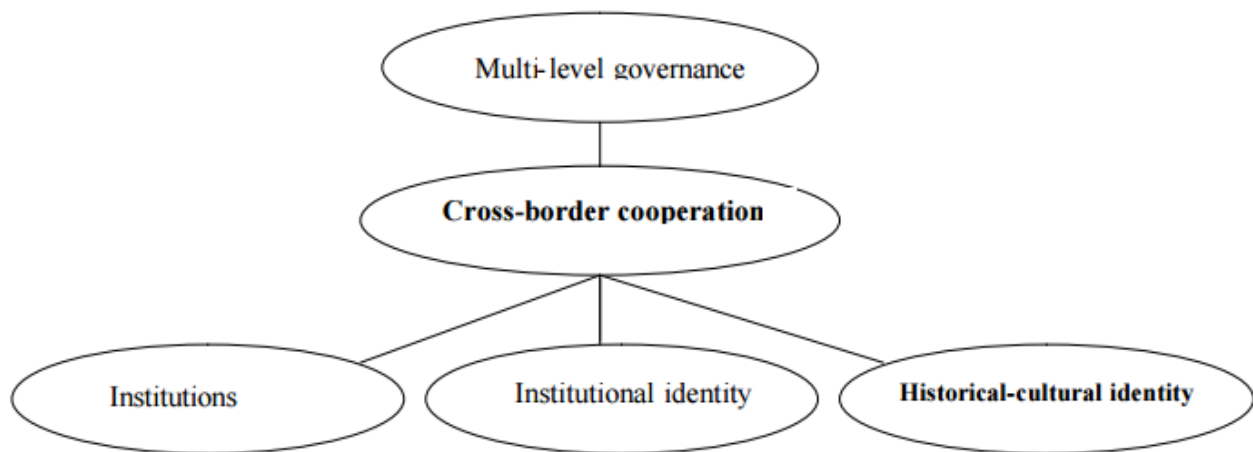 Multi-level governance
Cross-border cooperation
Institutions
Institutional identity
Historical-cultural identity